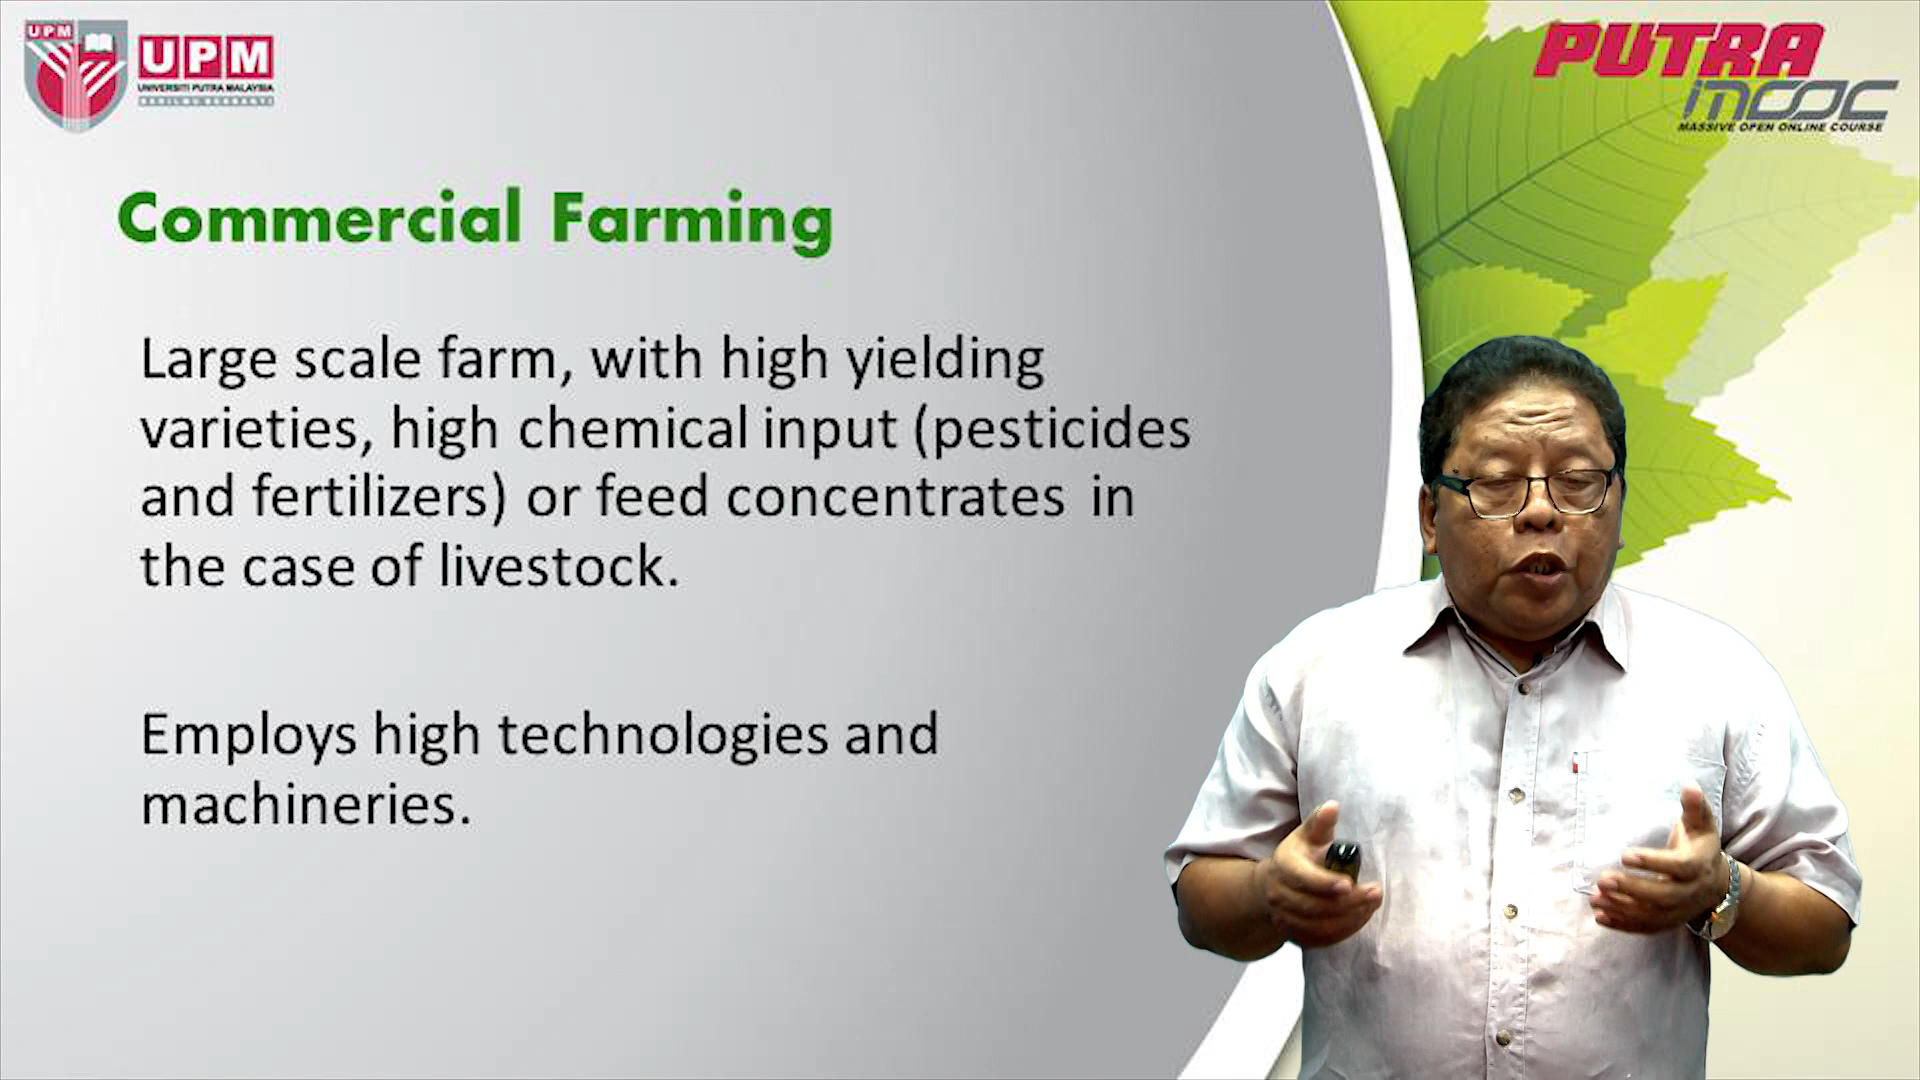 UPM
UPM
UNIVERSITI PUTRA MALAYSIA
BERILMU BERBAKTI
PUTRA
mooc
MASSIVE OPEN ONLINE COURSE
Commercial Farming
Large scale farm, with high yielding
varieties, high chemical input (pesticides
and fertilizers) or feed concentrates in
the case of livestock.
Employs high technologies and
machineries.